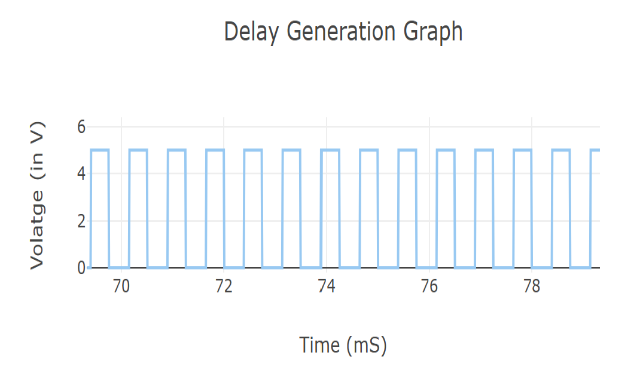 Delay Generation Graph
Volatge (in V)
6
4
2
0
70 72 74 76 78
Time (mS)